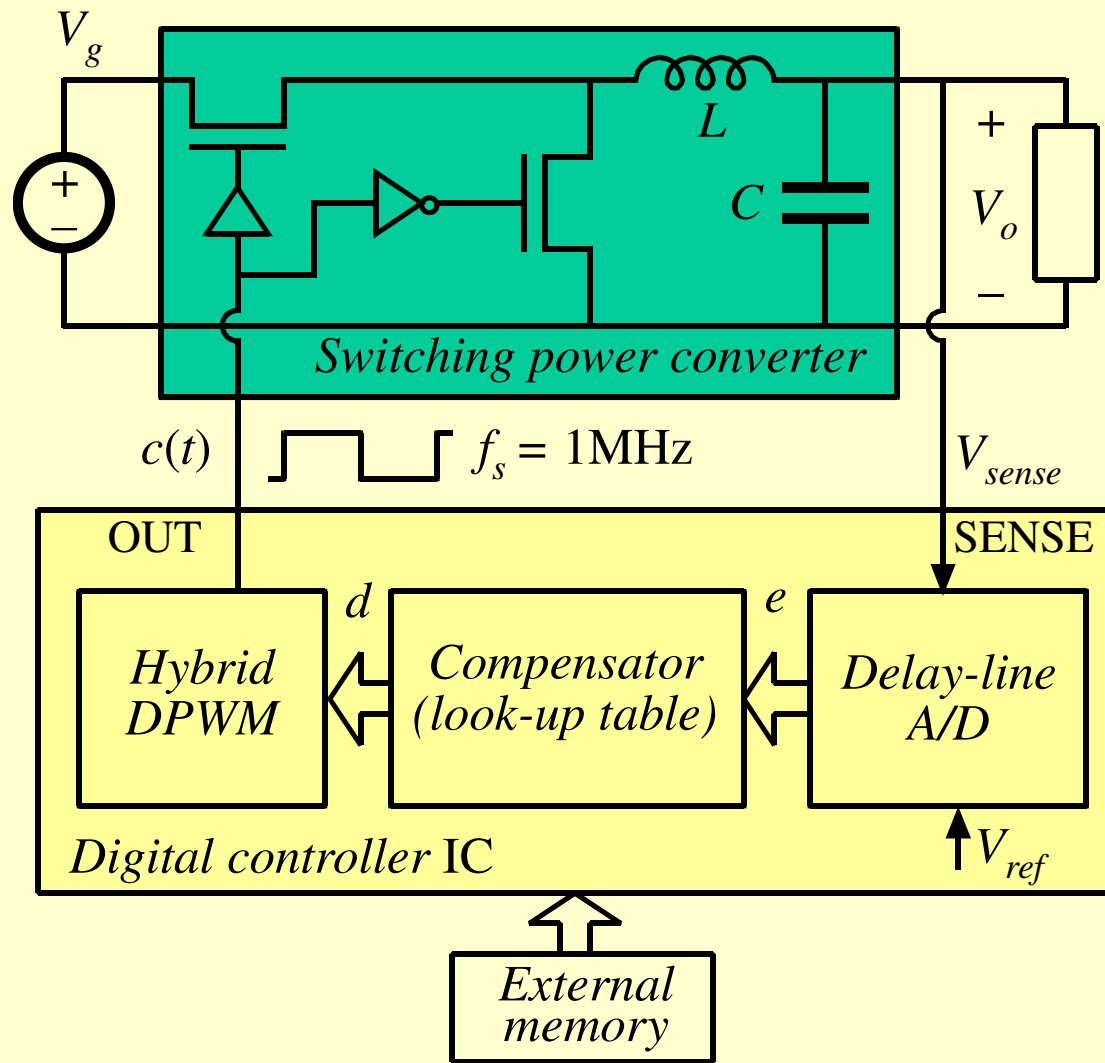 V_g
+
−
L
C
+
V_o
−
Switching power converter
c(t)
f_s = 1MHz
V_sense
OUT
SENSE
d
e
Hybrid
DPWM
Compensator
(look-up table)
Delay-line
A/D
Digital controller IC
V_ref
External
memory